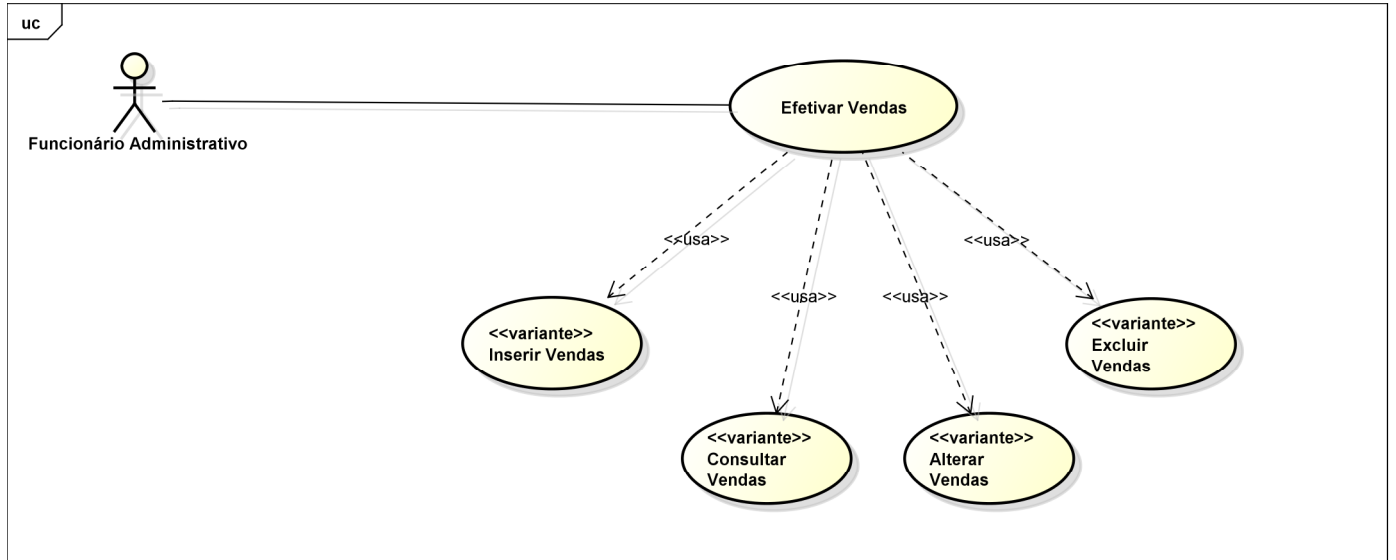 uc
Funcionário Administrativo
Efetivar Vendas
<<usa>>
<<usa>>
<<usa>>
<<usa>>
<<variante>>
Inserir Vendas
<<variante>>
Consultar
Vendas
<<variante>>
Alterar
Vendas
<<variante>>
Excluir
Vendas